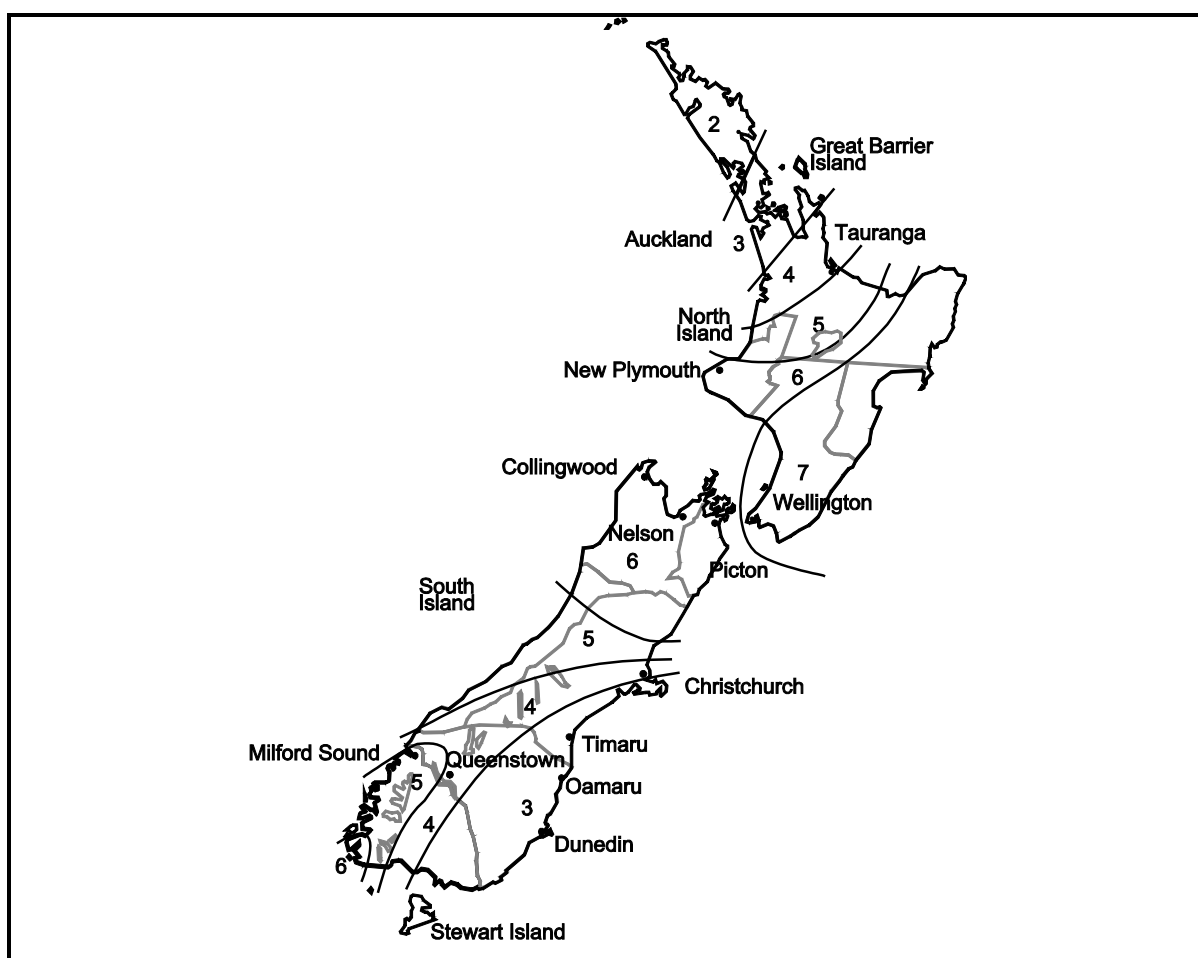 2
Great Barrier
Island
Auckland
3
Tauranga
4
North
Island
5
New Plymouth
6
Collingwood
7
Wellington
Nelson
6
Picton
South
Island
5
Christchurch
4
Timaru
Milford Sound
Queenstown
5
Oamaru
3
4
Dunedin
6
Stewart Island